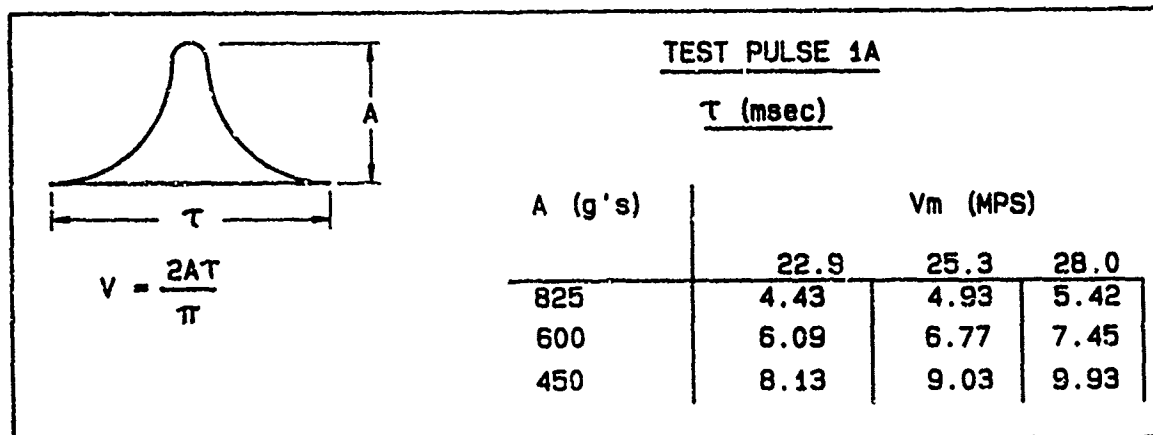 TEST PULSE 1A
τ (msec)
A
τ
V = 2Aτ / π
A (g's) Vm (MPS)
22.9 25.3 28.0
825 4.43 4.93 5.42
600 6.09 6.77 7.45
450 8.13 9.03 9.93